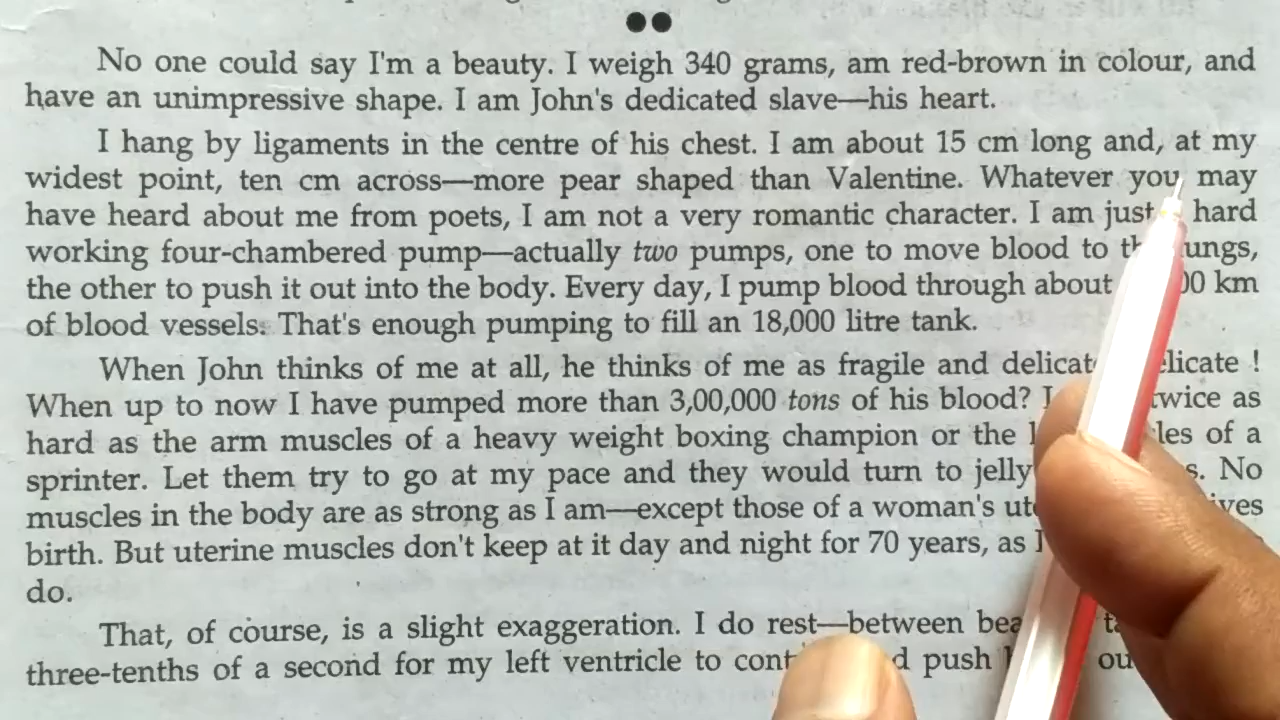 No one could say I'm a beauty. I weigh 340 grams, am red-brown in colour, and
have an unimpressive shape. I am John's dedicated slave—his heart.
I hang by ligaments in the centre of his chest. I am about 15 cm long and, at my
widest point, ten cm across—more pear shaped than Valentine. Whatever you may
have heard about me from poets, I am not a very romantic character. I am just hard
working four-chambered pump—actually two pumps, one to move blood to
the other to push it out into the body. Every day, I pump blood through about km
of blood vessels. That's enough pumping to fill an 18,000 litre tank.
When John thinks of me at all, he thinks of me as fragile and !
When up to now I have pumped more than 3,00,000 tons of his blood? twice as
hard as the arm muscles of a heavy weight boxing champion or the of a
sprinter. Let them try to go at my pace and they would turn to jelly No
muscles in the body are as strong as I am—except those of a woman's
birth. But uterine muscles don't keep at it day and night for 70 years, as
do.
That, of course, is a slight exaggeration. I do rest—between
three-tenths of a second for my left ventricle to push